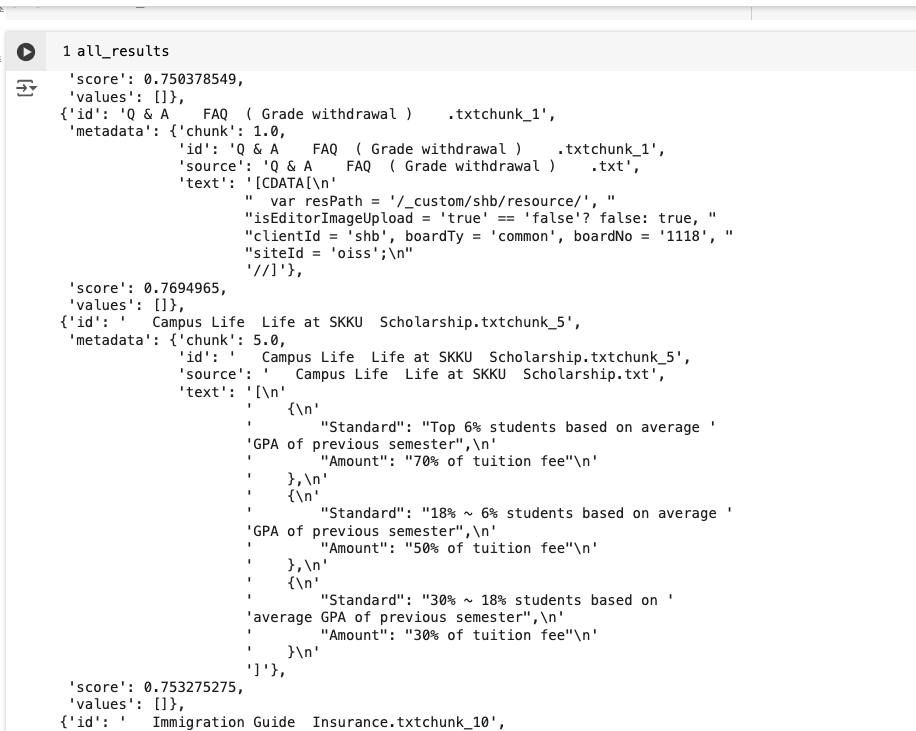 1 all_results
'score': 0.750378549,
'values': []},
{'id': 'Q & A    FAQ  ( Grade withdrawal )    .txtchunk_1',
'metadata': {'chunk': 1.0,
'id': 'Q & A    FAQ  ( Grade withdrawal )    .txtchunk_1',
'source': 'Q & A    FAQ  ( Grade withdrawal )    .txt',
'text': '[CDATA[\n'
"  var resPath = '/_custom/shb/resource/', "
"isEditorImageUpload = 'true' == 'false'? false: true, "
"clientId = 'shb', boardTy = 'common', boardNo = '1118', "
"siteId = 'oiss';\n"
'//]'},
'score': 0.7694965,
'values': []},
{'id': '   Campus Life  Life at SKKU  Scholarship.txtchunk_5',
'metadata': {'chunk': 5.0,
'id': '   Campus Life  Life at SKKU  Scholarship.txtchunk_5',
'source': '   Campus Life  Life at SKKU  Scholarship.txt',
'text': '[\n'
'    {\n'
'        "Standard": "Top 6% students based on average '
'GPA of previous semester",\n'
'        "Amount": "70% of tuition fee"\n'
'    },\n'
'    {\n'
'        "Standard": "18% ~ 6% students based on average '
'GPA of previous semester",\n'
'        "Amount": "50% of tuition fee"\n'
'    },\n'
'    {\n'
'        "Standard": "30% ~ 18% students based on '
'average GPA of previous semester",\n'
'        "Amount": "30% of tuition fee"\n'
'    }\n'
']'},
'score': 0.753275275,
'values': []},
{'id': '   Immigration Guide  Insurance.txtchunk_10',